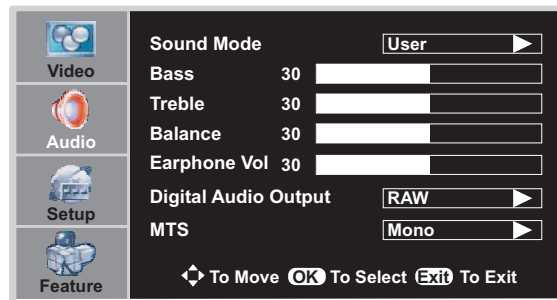 Video
Audio
Setup
Feature
Sound Mode User
Bass 30
Treble 30
Balance 30
Earphone Vol 30
Digital Audio Output RAW
MTS Mono
To Move OK To Select Exit To Exit